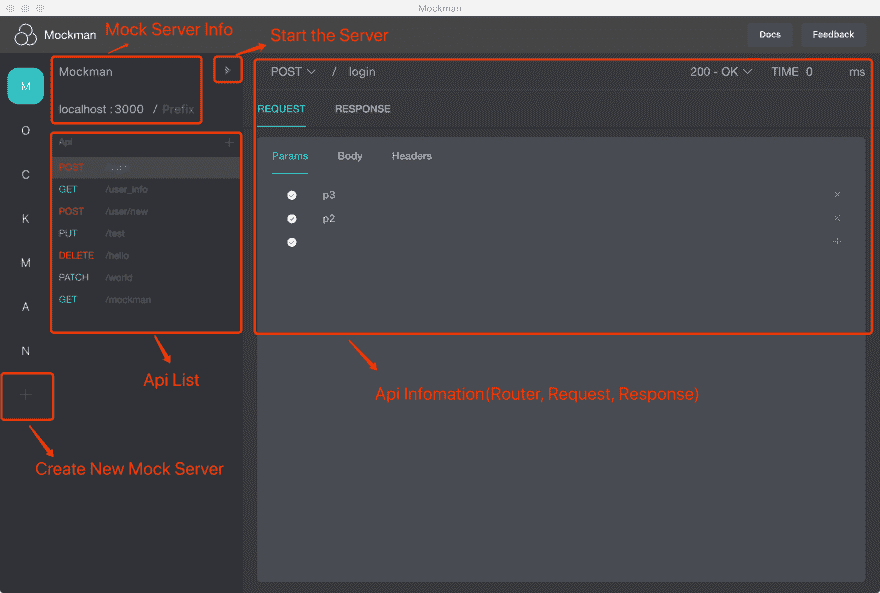 Mockman
Mockman
Mock Server Info
Start the Server
Docs
Feedback
M
O
C
K
M
A
N
Mockman
localhost : 3000 / Prefix
POST / login
200 - OK
TIME 0 ms
REQUEST RESPONSE
Api
POST
GET /user_info
POST /user/new
PUT /test
DELETE /hello
PATCH /world
GET /mockman
Params Body Headers
p3
p2
Api List
Api Infomation(Router, Request, Response)
Create New Mock Server